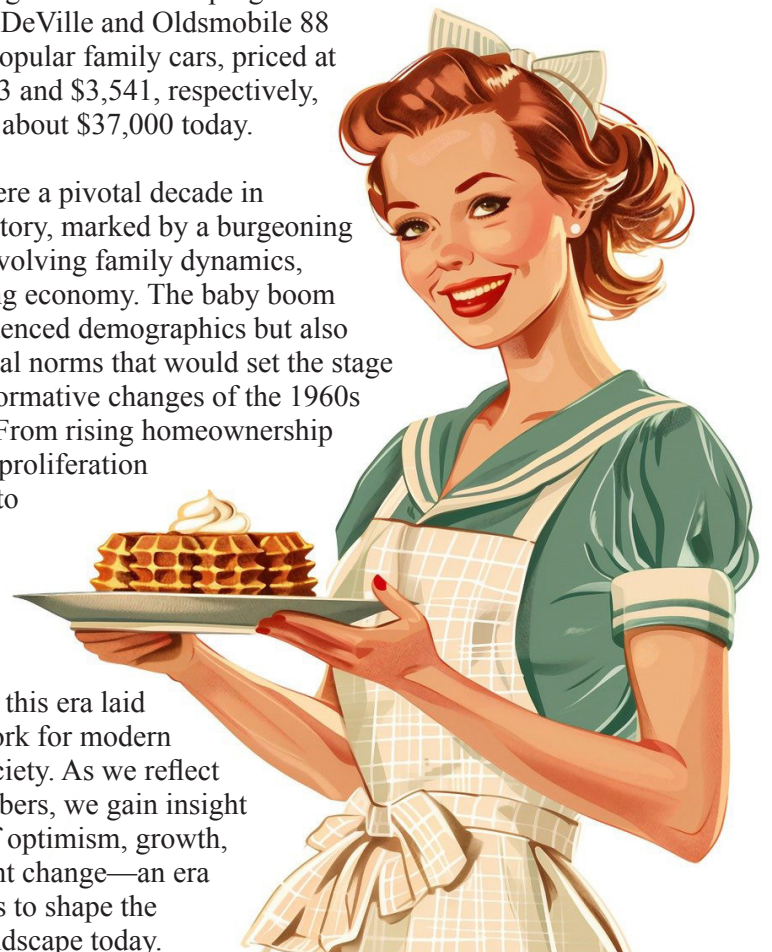 DeVille and Oldsmobile 88
opular family cars, priced at
3 and $3,541, respectively,
about $37,000 today.
ere a pivotal decade in
tory, marked by a burgeoning
volving family dynamics,
ng economy. The baby boom
enced demographics but also
al norms that would set the stage
ormative changes of the 1960s
From rising homeownership
proliferation
to
this era laid
ork for modern
ciety. As we reflect
bers, we gain insight
f optimism, growth,
nt change—an era
s to shape the
ndscape today.